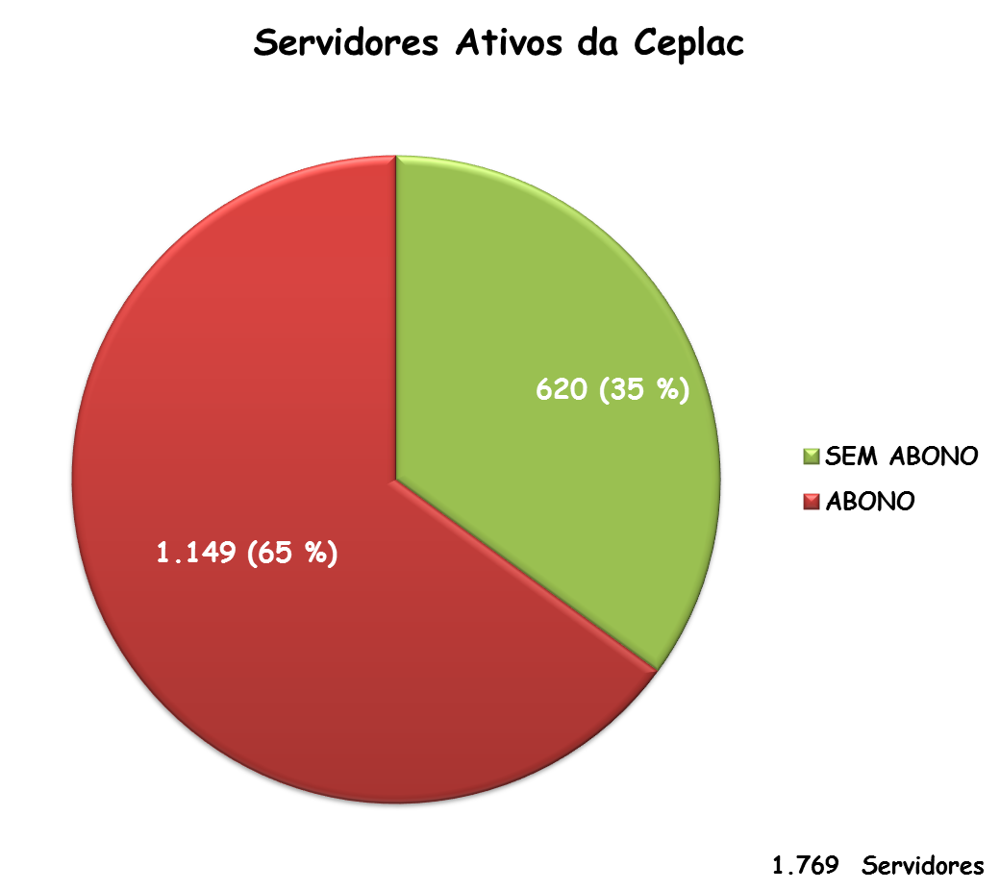 Servidores Ativos da Ceplac
620 (35 %)
SEM ABONO
ABONO
1.149 (65 %)
1.769 Servidores